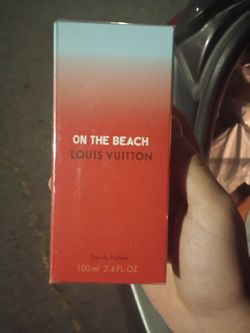 ON THE BEACH
LOUIS VUITTON
Eau de Parfum
100 ml 3.4 FL. OZ.